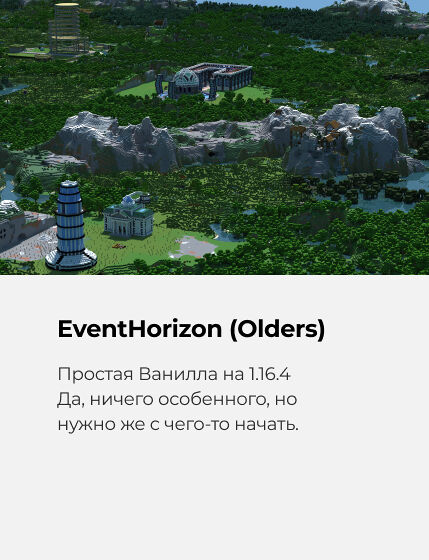 EventHorizon (Olders)
Простая Ванилла на 1.16.4
Да, ничего особенного, но
нужно же с чего-то начать.